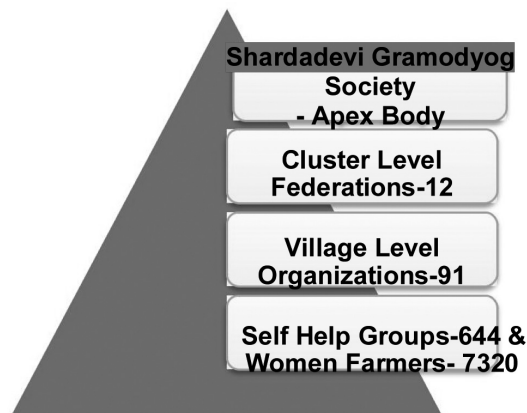 Shardadevi Gramodyog
Society
- Apex Body
Cluster Level
Federations-12
Village Level
Organizations-91
Self Help Groups-644 &
Women Farmers- 7320